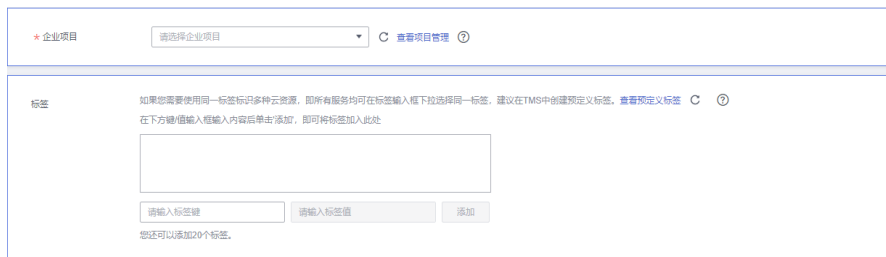 * 企业项目 请选择企业项目 查看项目管理 ?
标签 如果您需要使用同一标签标识多种云资源，即所有服务均可在标签输入框下拉选择同一标签，建议在TMS中创建预定义标签。 查看预定义标签 ?
在下方键/值输入框输入内容后单击'添加'，即可将标签加入此处
请输入标签键 请输入标签值 添加
您还可以添加20个标签。